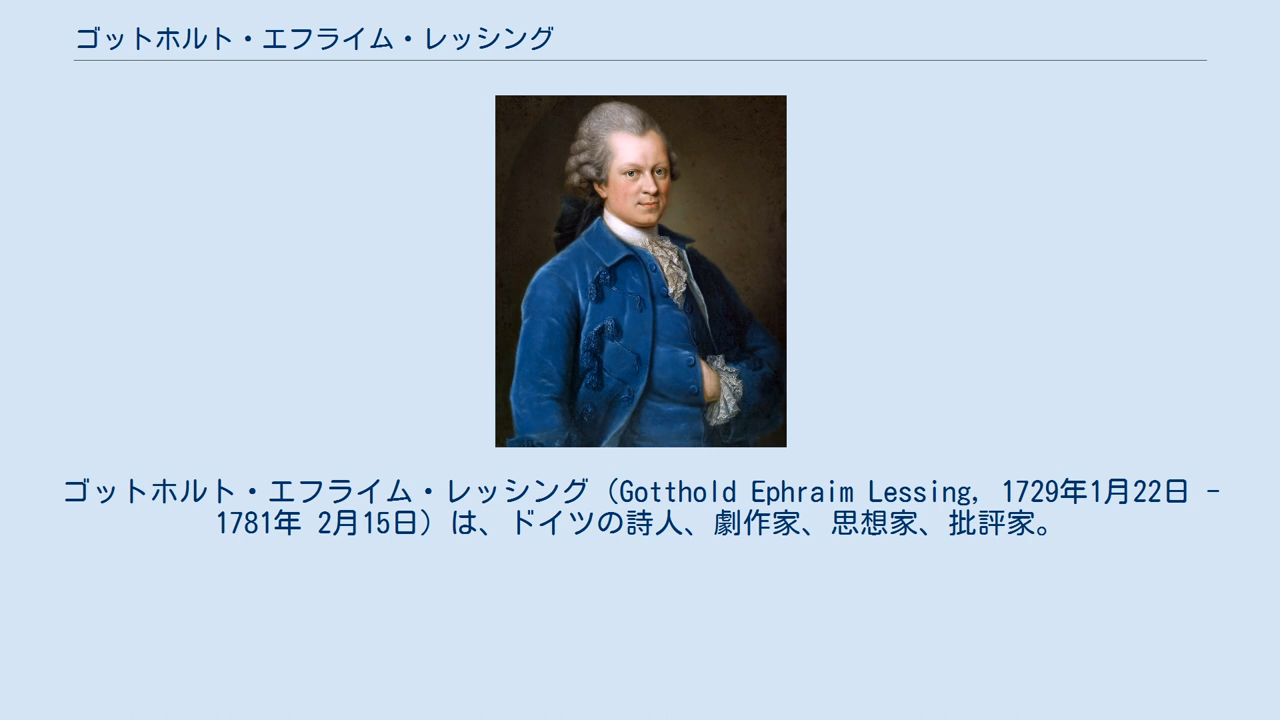 ゴットホルト・エフライム・レッシング
ゴットホルト・エフライム・レッシング（Gotthold Ephraim Lessing, 1729年1月22日 -
1781年 2月15日）は、ドイツの詩人、劇作家、思想家、批評家。